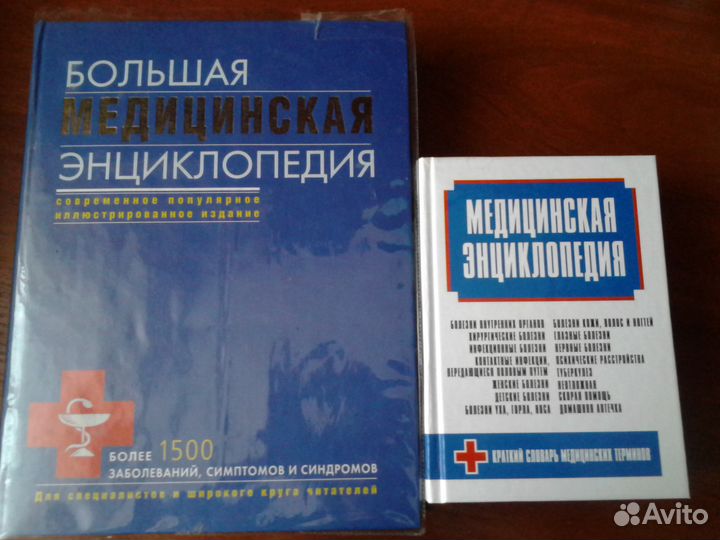 БОЛЬШАЯ
МЕДИЦИНСКАЯ
ЭНЦИКЛОПЕДИЯ
современное популярное
иллюстрированное издание
БОЛЕЕ 1500
ЗАБОЛЕВАНИЙ, СИМПТОМОВ И СИНДРОМОВ
Для специалистов и широкого круга читателей
МЕДИЦИНСКАЯ
ЭНЦИКЛОПЕДИЯ
БОЛЕЗНИ ВНУТРЕННИХ ОРГАНОВ
ХИРУРГИЧЕСКИЕ БОЛЕЗНИ
ИНФЕКЦИОННЫЕ БОЛЕЗНИ
КОНТАКТНЫЕ ИНФЕКЦИИ,
ПЕРЕДАЮЩИЕСЯ ПОЛОВЫМ ПУТЕМ
ЖЕНСКИЕ БОЛЕЗНИ
ДЕТСКИЕ БОЛЕЗНИ
БОЛЕЗНИ УХА, ГОРЛА, НОСА
БОЛЕЗНИ КОЖИ, ВОЛОС И НОГТЕЙ
ГЛАЗНЫЕ БОЛЕЗНИ
НЕРВНЫЕ БОЛЕЗНИ
ПСИХИЧЕСКИЕ РАССТРОЙСТВА
ТУБЕРКУЛЕЗ
НЕОТЛОЖНАЯ
СКОРАЯ ПОМОЩЬ
ДОМАШНЯЯ АПТЕЧКА
КРАТКИЙ СЛОВАРЬ МЕДИЦИНСКИХ ТЕРМИНОВ
Avito